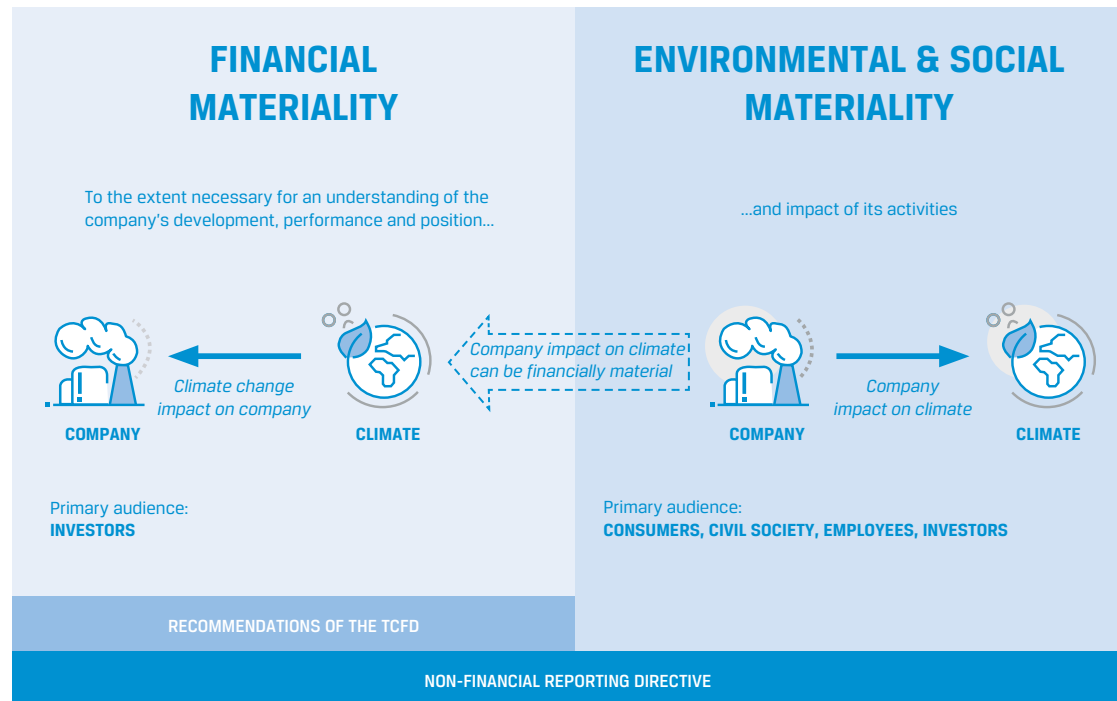 FINANCIAL
MATERIALITY
To the extent necessary for an understanding of the
company's development, performance and position...
Climate change
impact on company
COMPANY
CLIMATE
Primary audience:
INVESTORS
RECOMMENDATIONS OF THE TCFD
Company impact on climate
can be financially material
ENVIRONMENTAL & SOCIAL
MATERIALITY
...and impact of its activities
Company
impact on climate
COMPANY
CLIMATE
Primary audience:
CONSUMERS, CIVIL SOCIETY, EMPLOYEES, INVESTORS
NON-FINANCIAL REPORTING DIRECTIVE